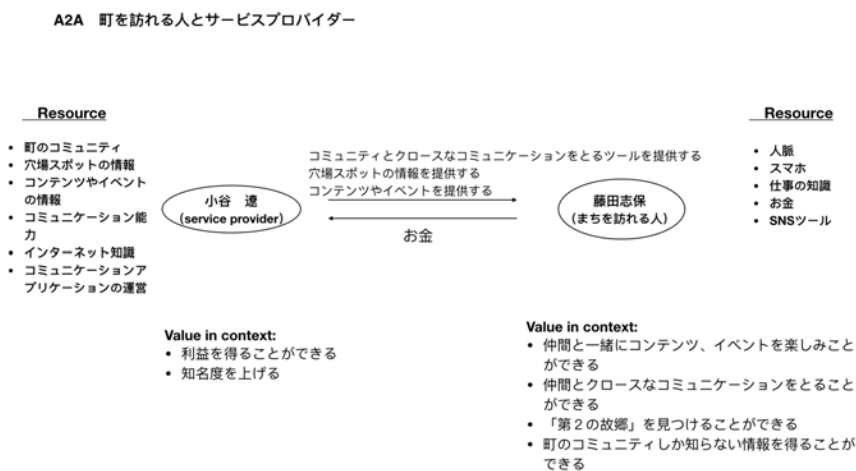 A2A　町を訪れる人とサービスプロバイダー
Resource
• 町のコミュニティ
• 穴場スポットの情報
• コンテンツやイベント
の情報
• コミュニケーション能
力
• インターネット知識
• コミュニケーションア
プリケーションの運営
小谷　遼
(service provider)
コミュニティとクロースなコミュニケーションをとるツールを提供する
穴場スポットの情報を提供する
コンテンツやイベントを提供する
お金
藤田志保
(まちを訪れる人)
Resource
• 人脈
• スマホ
• 仕事の知識
• お金
• SNSツール
Value in context:
• 利益を得ることができる
• 知名度を上げる
Value in context:
• 仲間と一緒にコンテンツ、イベントを楽しみこと
ができる
• 仲間とクロースなコミュニケーションをとること
ができる
• 「第２の故郷」を見つけることができる
• 町のコミュニティしか知らない情報を得ることが
できる